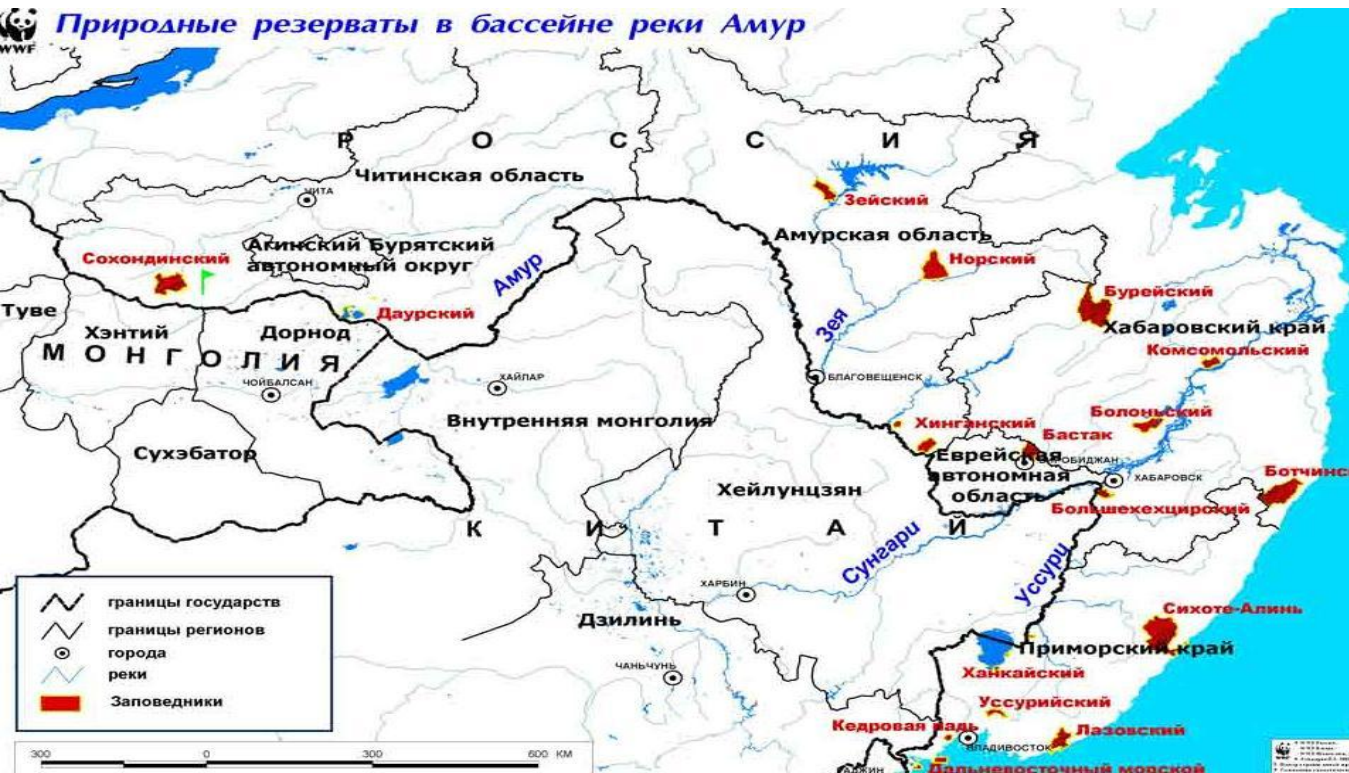 WWF
Природные резерваты в бассейне реки Амур
Р О С С И Я
Читинская область
ЧИТА
Зейский
Агинский Бурятский
автономный округ
Амурская область
Сохондинский
Норский
Амур
Бурейский
Туве
Хэнтий
Дорнод
Даурский
Зея
Хабаровский край
МОНГОЛИЯ
Комсомольский
ЧОЙБАЛСАН
ХАЙЛАР
БЛАГОВЕЩЕНСК
Внутренняя монголия
Хинганский
Болоньский
Бастак
Сухэбатор
Еврейская
автономная
область
ХАБАРОВСК
Ботчинс
Хейлунцзян
Большехехцирский
К И Т А Й
Сунгари
Уссури
ХАРБИН
Дзилинь
Сихоте-Алинь
Приморский край
ЧАНЬЧУНЬ
Ханкайский
Уссурийский
Кедровая падь
Лазовский
ВЛАДИВОСТОК
Дальневосточный морской
границы государств
границы регионов
города
реки
Заповедники
300 0 300 600 КМ